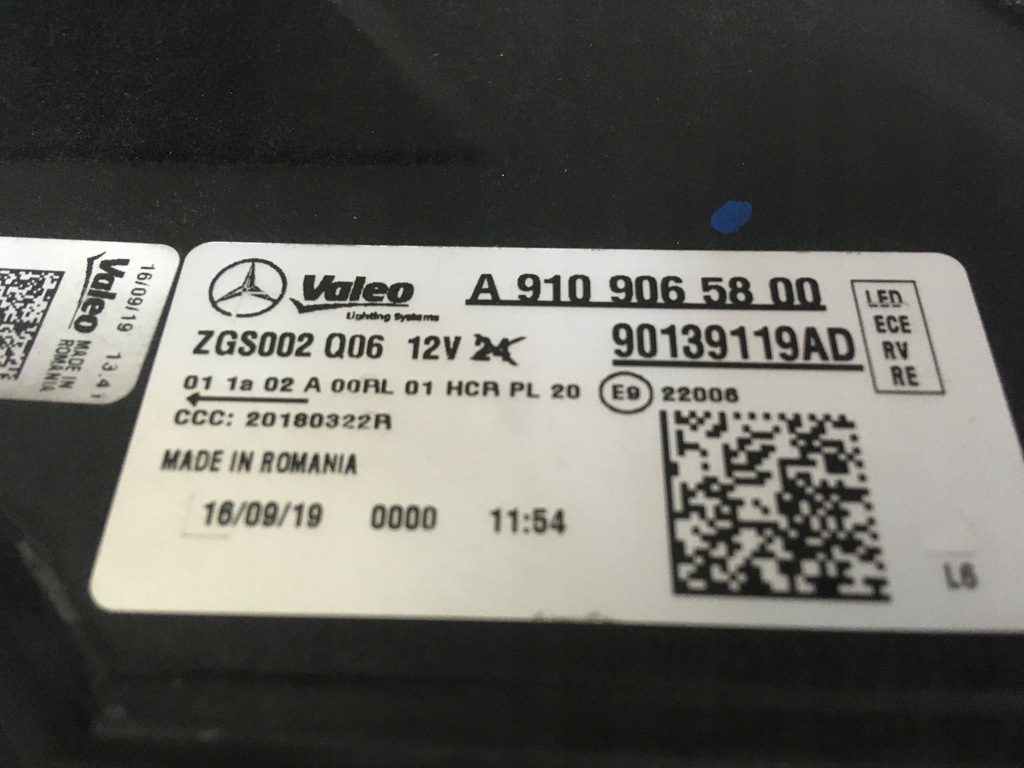 Valeo
16/09/19 13.4
MADE IN
ROMANIA
Valeo
Lighting Systems
A 910 906 58 00
ZGS002 Q06 12V 24
90139119AD
LED
ECE
RV
RE
01 1a 02 A 00RL 01 HCR PL 20 E9 22006
CCC: 20180322R
MADE IN ROMANIA
16/09/19 0000 11:54
L6